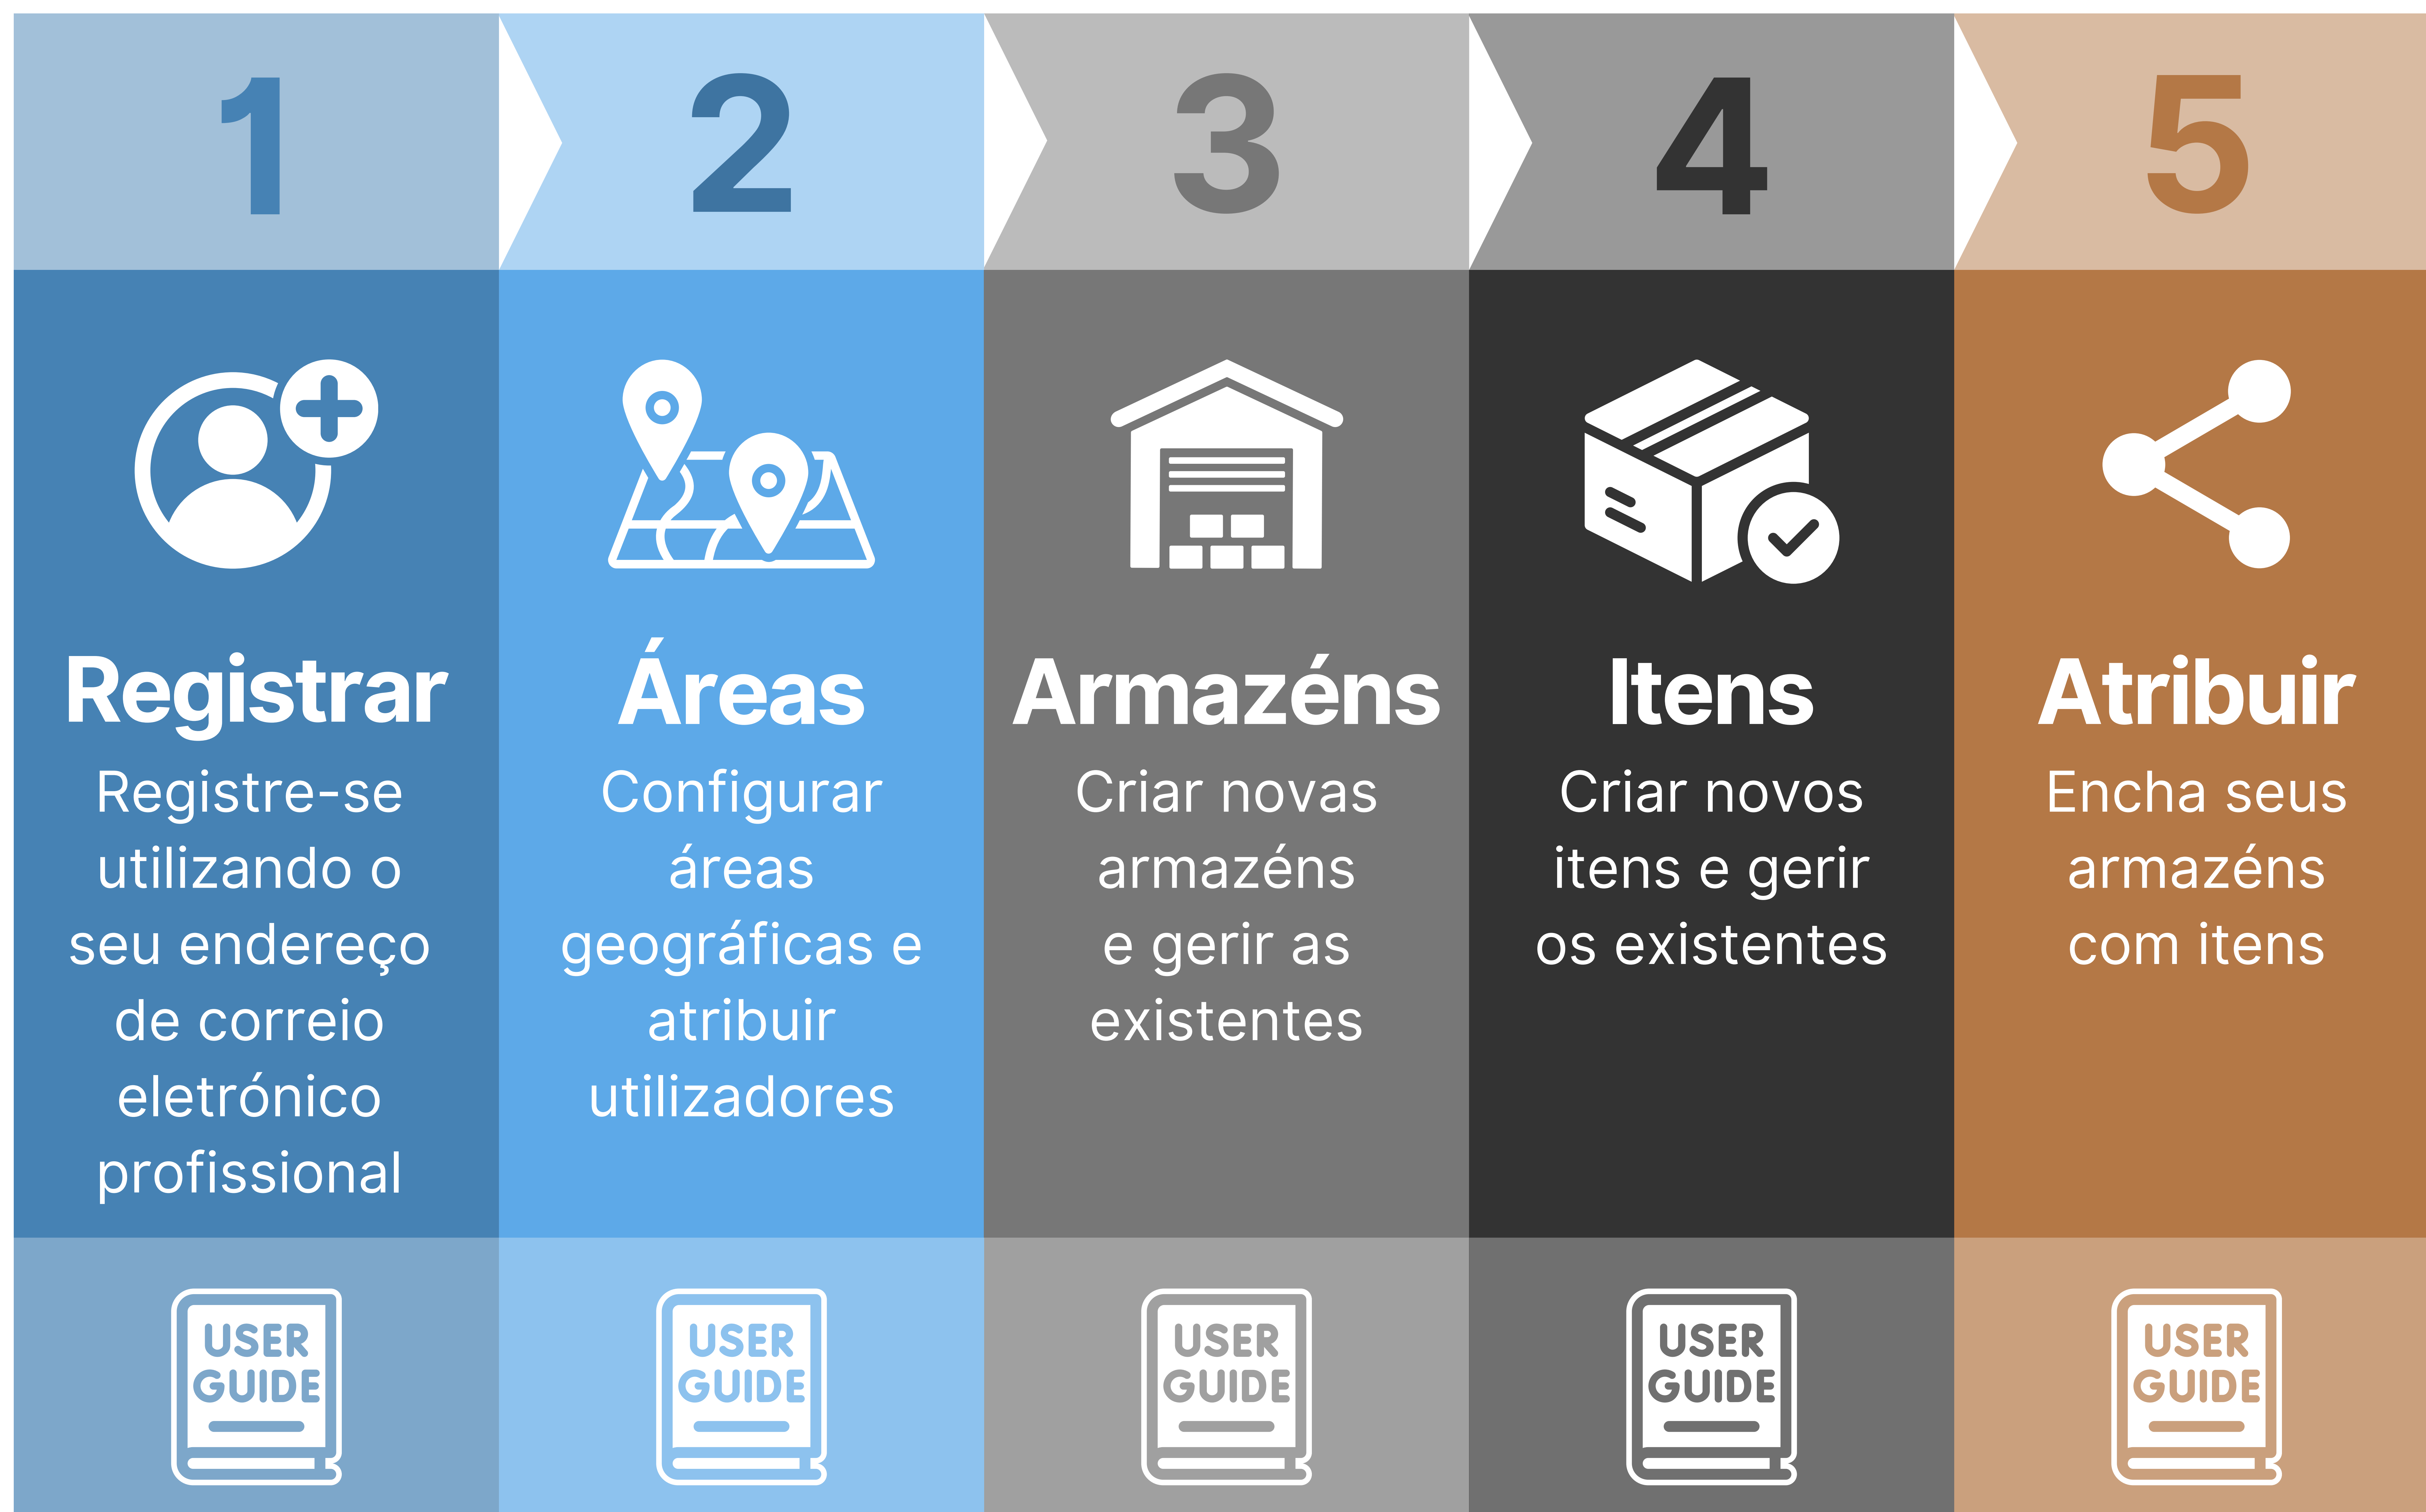 1
Registrar
Registre-se
utilizando o
seu endereço
de correio
eletrónico
profissional
USER
GUIDE
2
Áreas
Configurar
áreas
geográficas e
atribuir
utilizadores
USER
GUIDE
3
Armazéns
Criar novas
armazéns
e gerir as
existentes
USER
GUIDE
4
Itens
Criar novos
itens e gerir
os existentes
USER
GUIDE
5
Atribuir
Encha seus
armazéns
com itens
USER
GUIDE